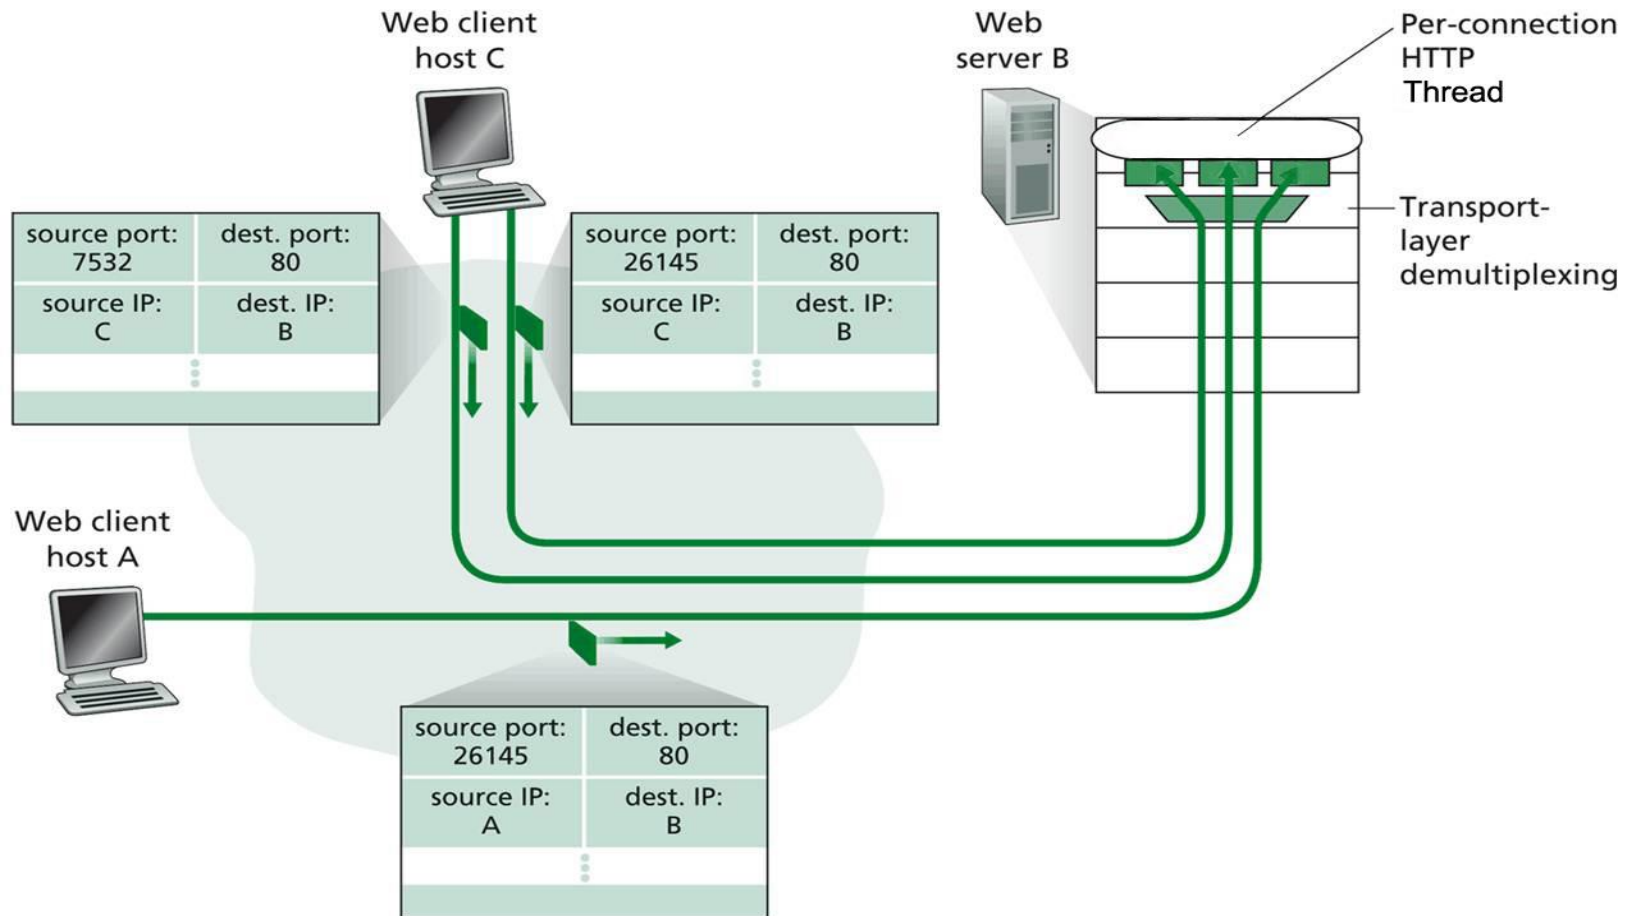 Web client
host C
Web
server B
Per-connection
HTTP
Thread
Transport-
layer
demultiplexing
source port:
7532
dest. port:
80
source IP:
C
dest. IP:
B
source port:
26145
dest. port:
80
source IP:
C
dest. IP:
B
Web client
host A
source port:
26145
dest. port:
80
source IP:
A
dest. IP:
B